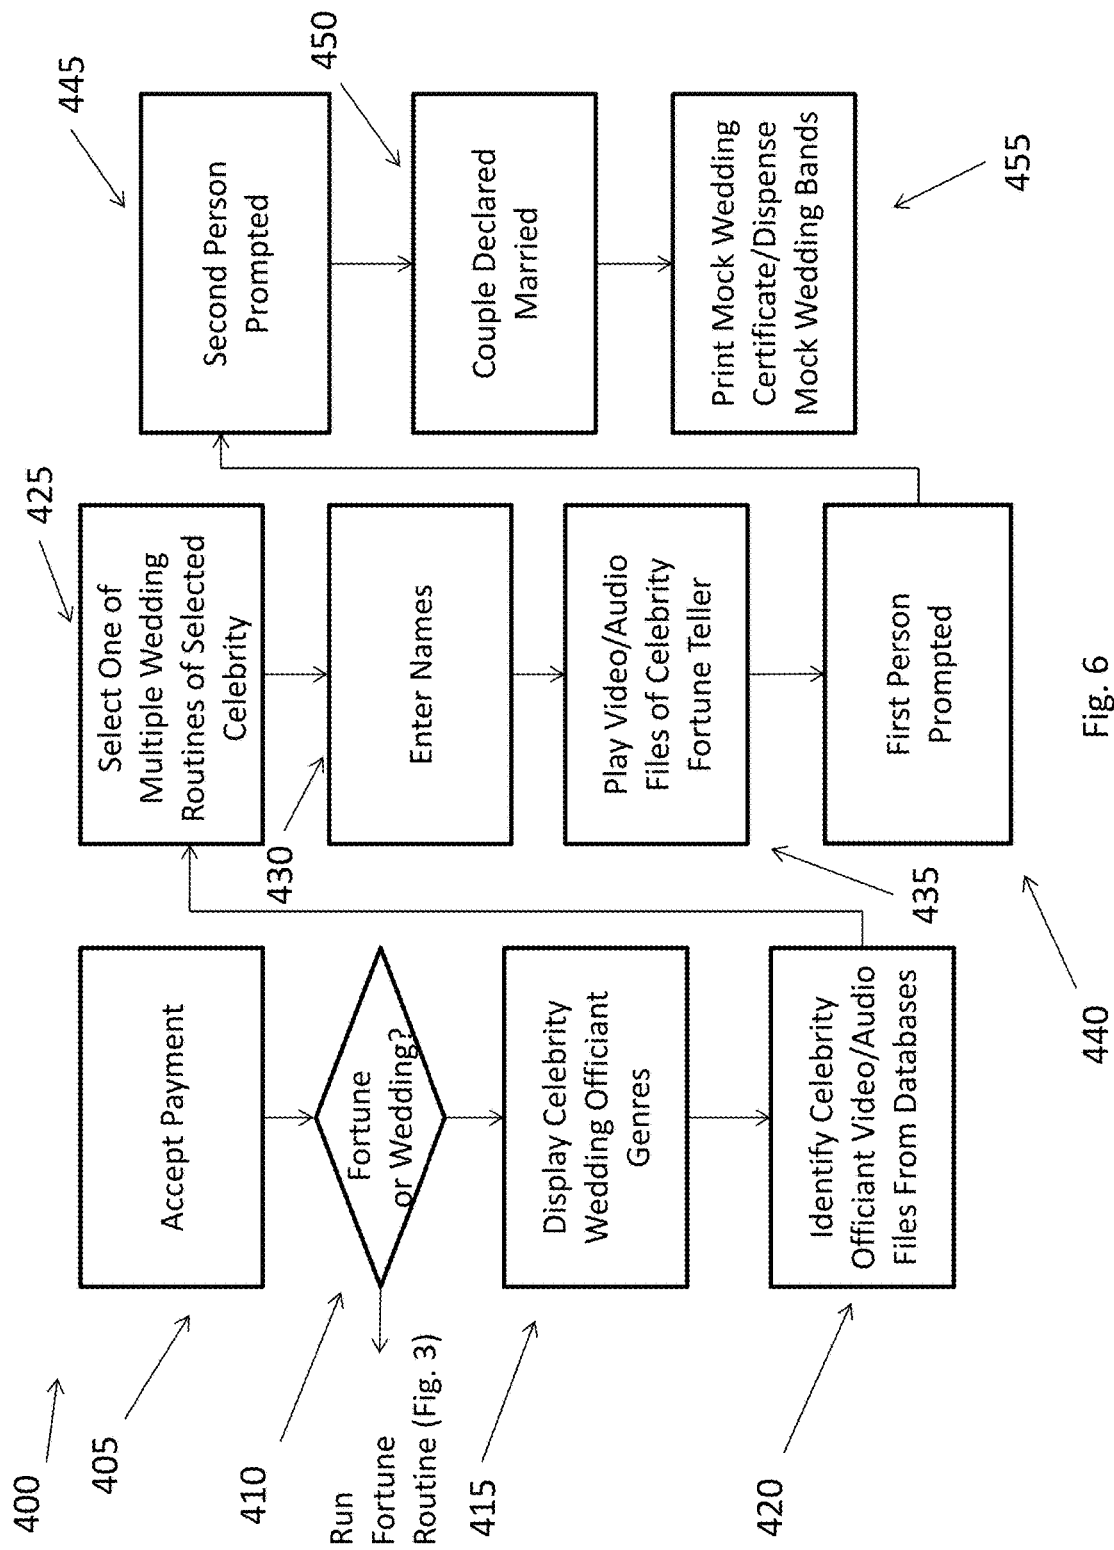 400
405
Accept Payment
410
Fortune
or Wedding?
Run
Fortune
Routine (Fig. 3)
415
Display Celebrity
Wedding Officiant
Genres
420
Identify Celebrity
Officiant Video/Audio
Files From Databases
425
Select One of
Multiple Wedding
Routines of Selected
Celebrity
430
Enter Names
435
Play Video/Audio
Files of Celebrity
Fortune Teller
440
First Person
Prompted
445
Second Person
Prompted
450
Couple Declared
Married
455
Print Mock Wedding
Certificate/Dispense
Mock Wedding Bands
Fig. 6